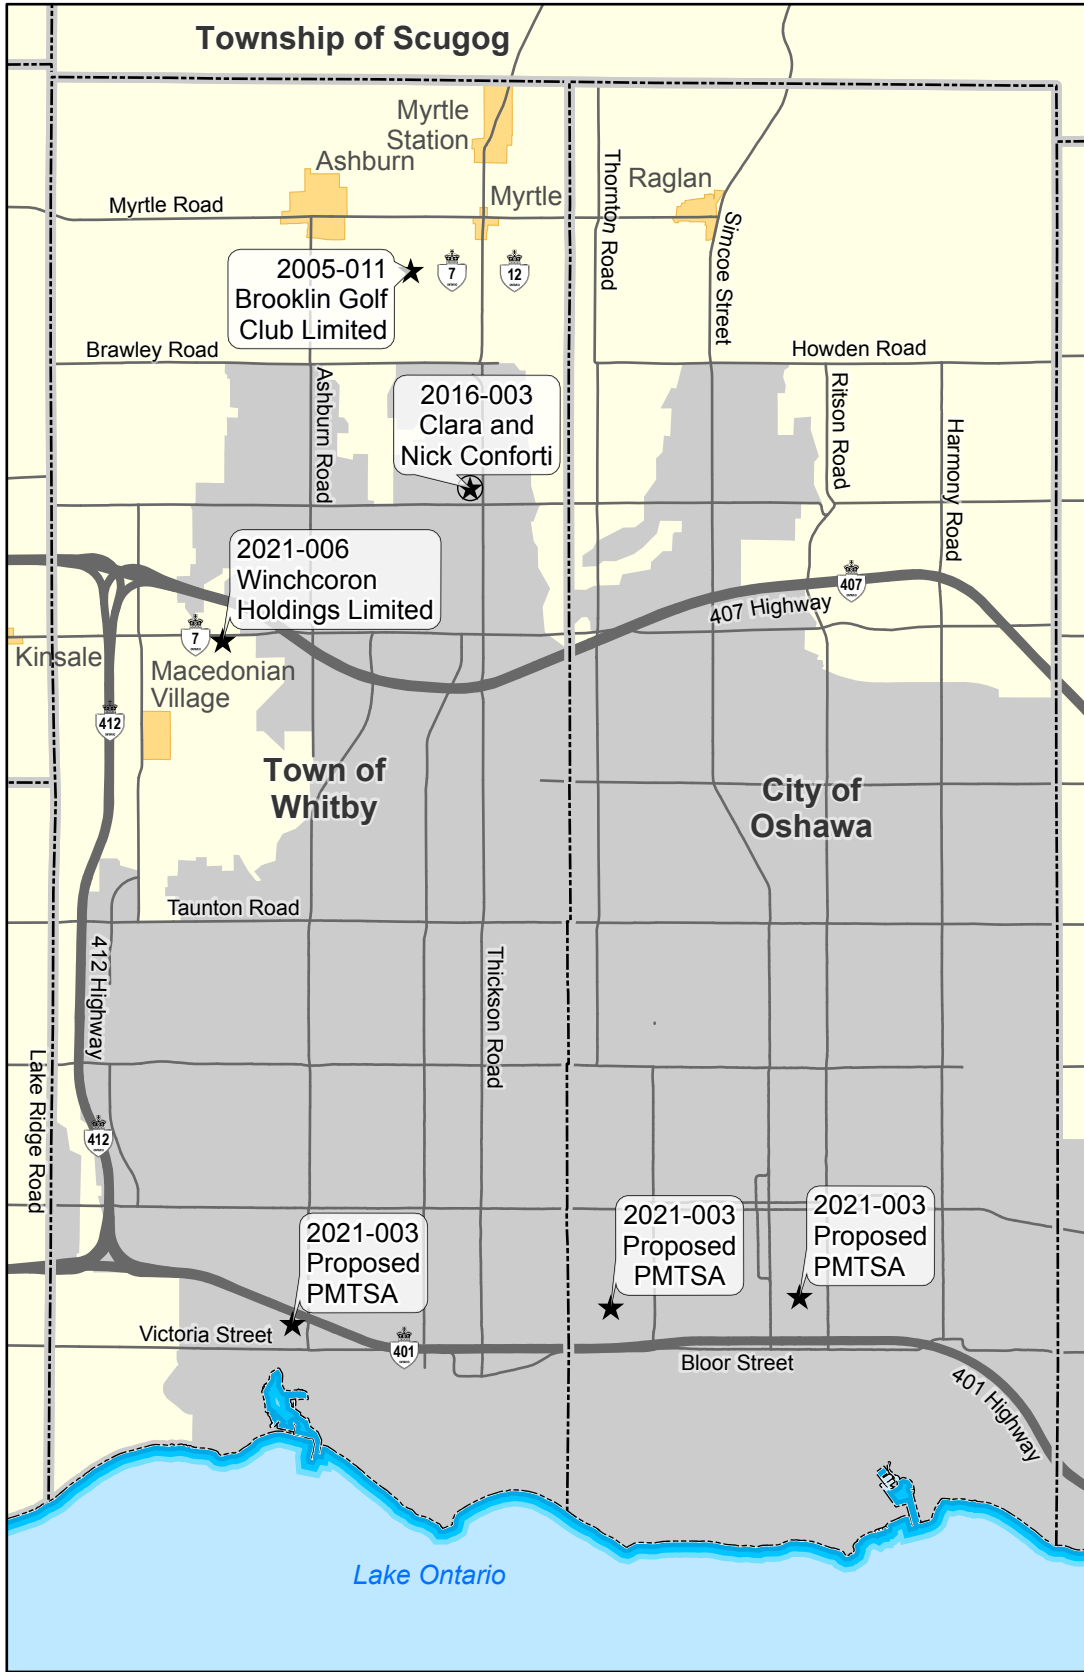 Township of Scugog
Myrtle
Station
Ashburn
Myrtle
Raglan
Myrtle Road
Thornton Road
Simcoe Street
2005-011
Brooklin Golf
Club Limited
7
12
Brawley Road
Howden Road
Ashburn Road
2016-003
Clara and
Nick Conforti
Ritson Road
Harmony Road
2021-006
Winchcoron
Holdings Limited
407
407 Highway
7
Kinsale
Macedonian
Village
412
Town of
Whitby
City of
Oshawa
Taunton Road
412 Highway
Thickson Road
Lake Ridge Road
412
2021-003
Proposed
PMTSA
2021-003
Proposed
PMTSA
2021-003
Proposed
PMTSA
Victoria Street
401
Bloor Street
401 Highway
Lake Ontario